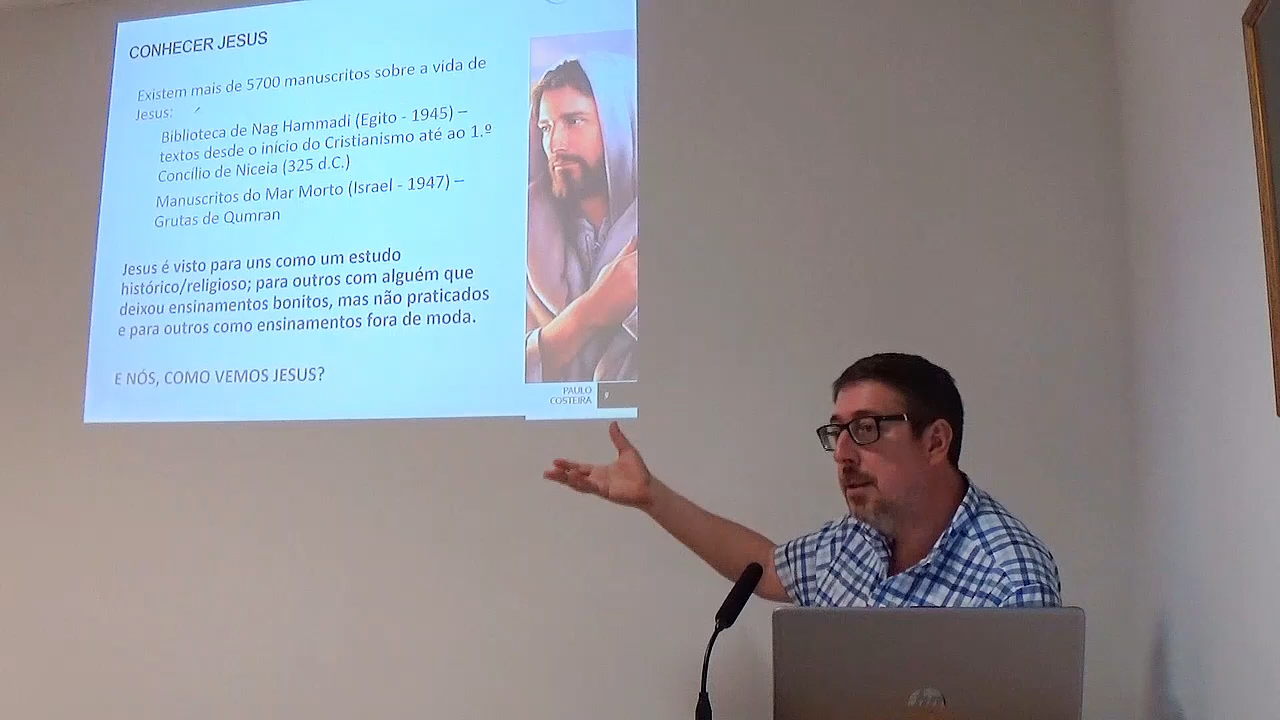 CONHECER JESUS
Existem mais de 5700 manuscritos sobre a vida de
Jesus:
Biblioteca de Nag Hammadi (Egito - 1945) –
textos desde o início do Cristianismo até ao 1.º
Concílio de Niceia (325 d.C.)
Manuscritos do Mar Morto (Israel - 1947) –
Grutas de Qumran
Jesus é visto para uns como um estudo
histórico/religioso; para outros com alguém que
deixou ensinamentos bonitos, mas não praticados
e para outros como ensinamentos fora de moda.
E NÓS, COMO VEMOS JESUS?
PAULO
COSTEIRA